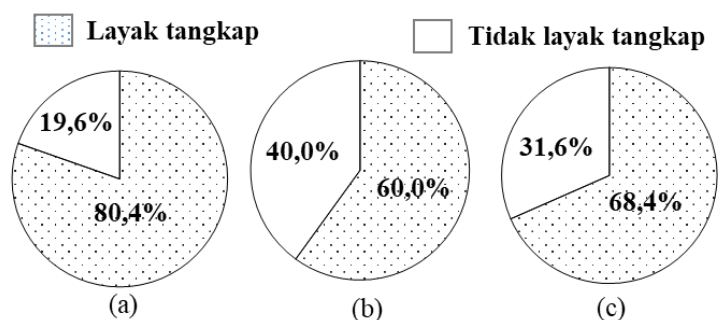 Layak tangkap
Tidak layak tangkap
19,6%
80,4%
40,0%
60,0%
31,6%
68,4%
(a)
(b)
(c)